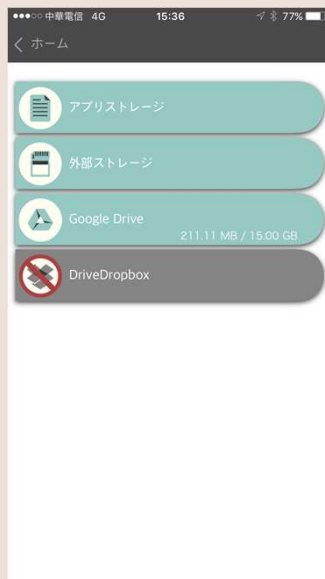 中華電信 4G 15:36 77%
ホーム
アプリストレージ
外部ストレージ
Google Drive
211.11 MB / 15.00 GB
DriveDropbox